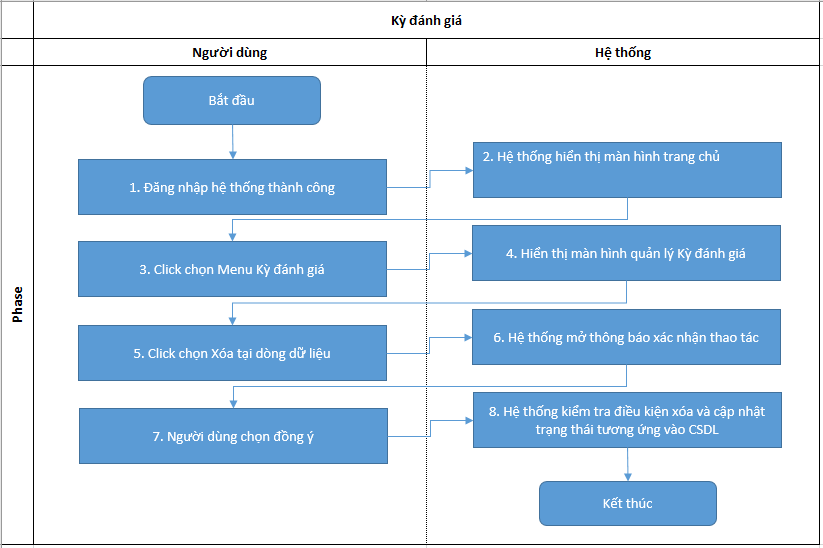 Kỳ đánh giá
Người dùng
Hệ thống
Phase
Bắt đầu
1. Đăng nhập hệ thống thành công
2. Hệ thống hiển thị màn hình trang chủ
3. Click chọn Menu Kỳ đánh giá
4. Hiển thị màn hình quản lý Kỳ đánh giá
5. Click chọn Xóa tại dòng dữ liệu
6. Hệ thống mở thông báo xác nhận thao tác
7. Người dùng chọn đồng ý
8. Hệ thống kiểm tra điều kiện xóa và cập nhật
trạng thái tương ứng vào CSDL
Kết thúc